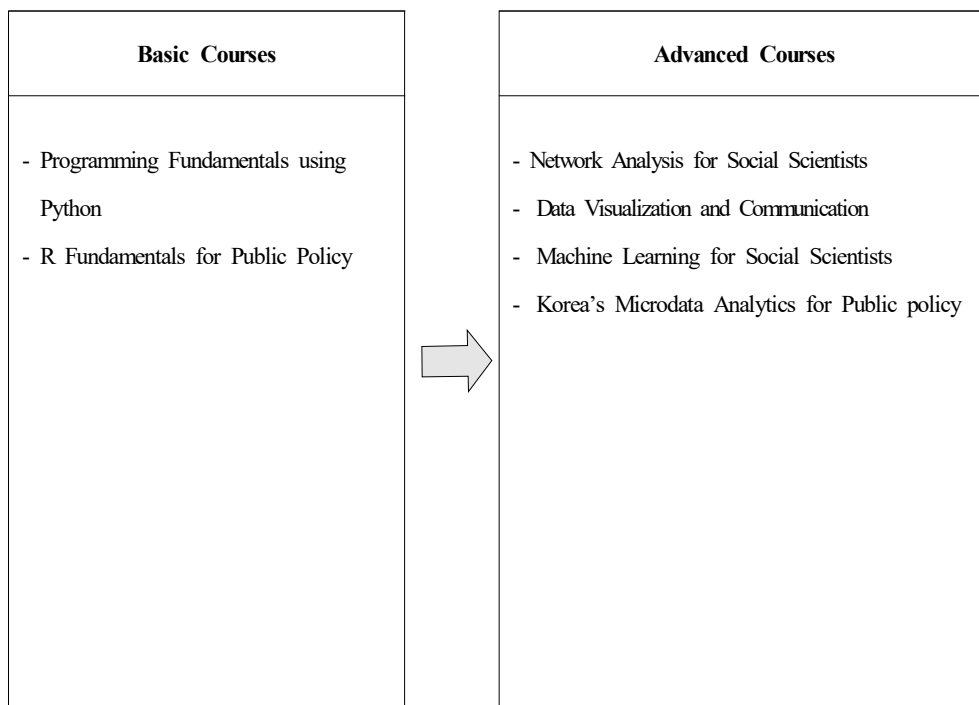 Basic Courses
- Programming Fundamentals using
Python
- R Fundamentals for Public Policy
Advanced Courses
- Network Analysis for Social Scientists
- Data Visualization and Communication
- Machine Learning for Social Scientists
- Korea’s Microdata Analytics for Public policy